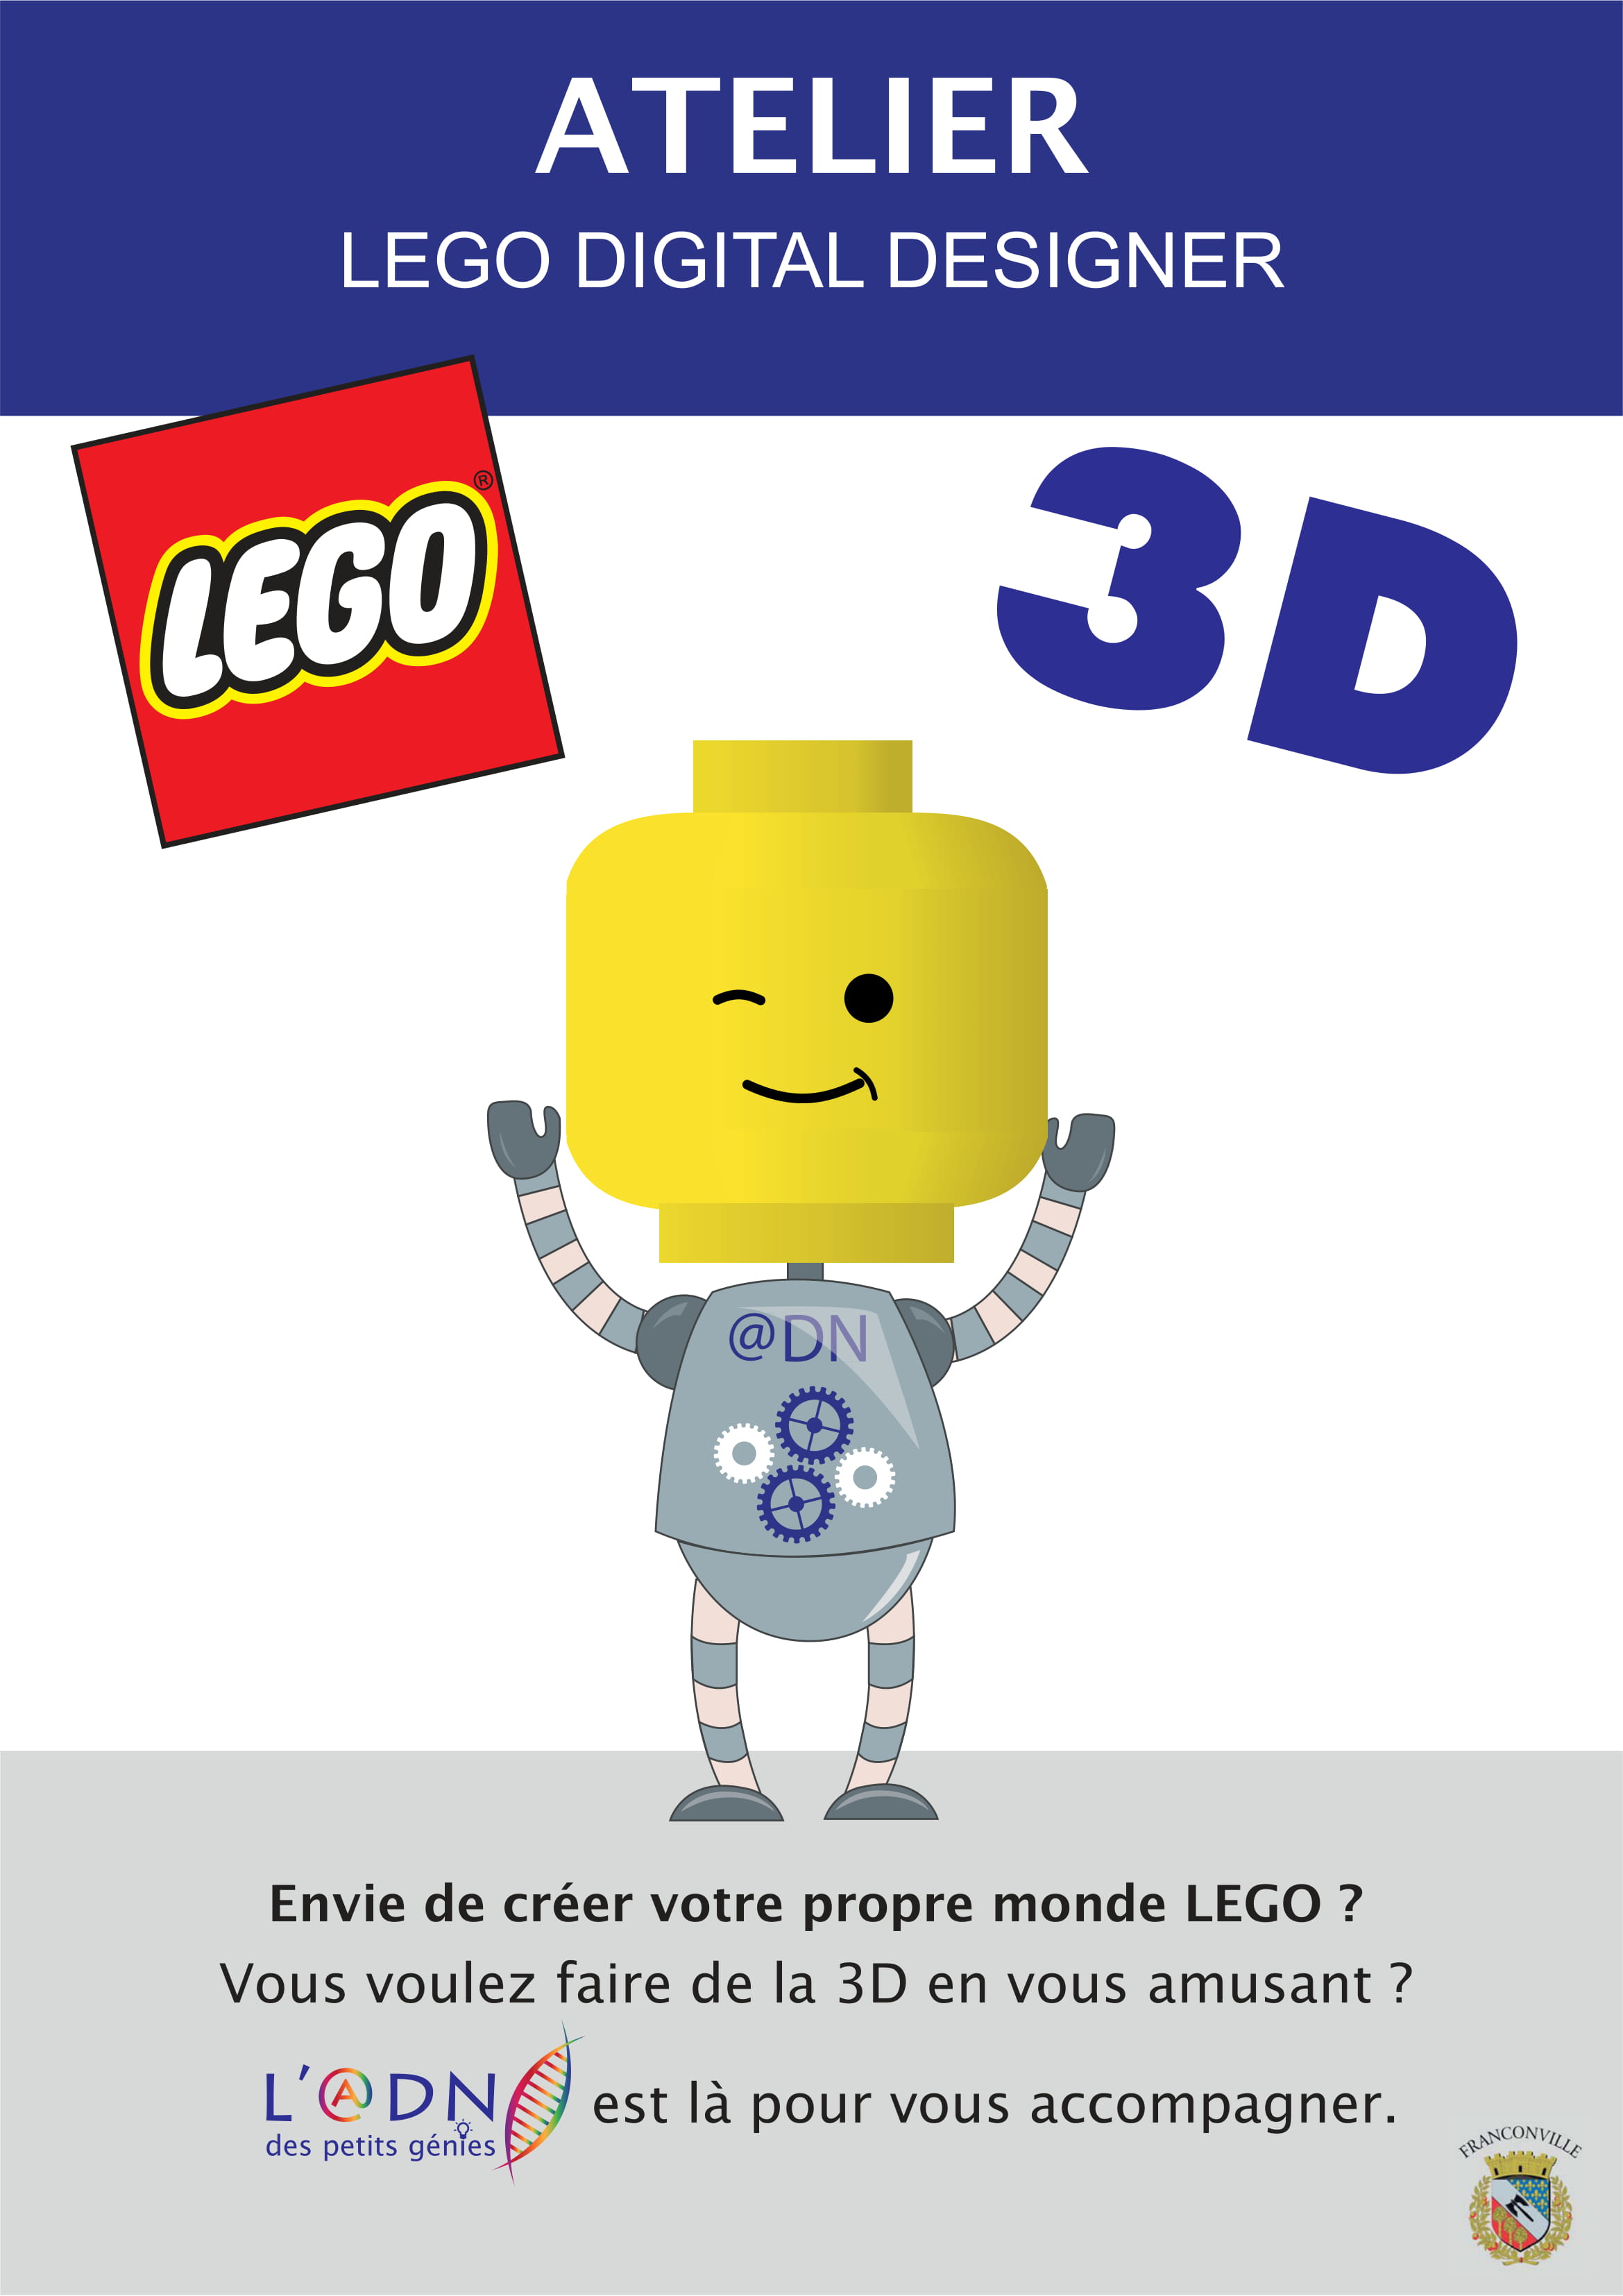 ATELIER
LEGO DIGITAL DESIGNER
LEGO®
3D
@DN
Envie de créer votre propre monde LEGO ?
Vous voulez faire de la 3D en vous amusant ?
L'@DN
des petits génies
est là pour vous accompagner.
FRANCONVILLE